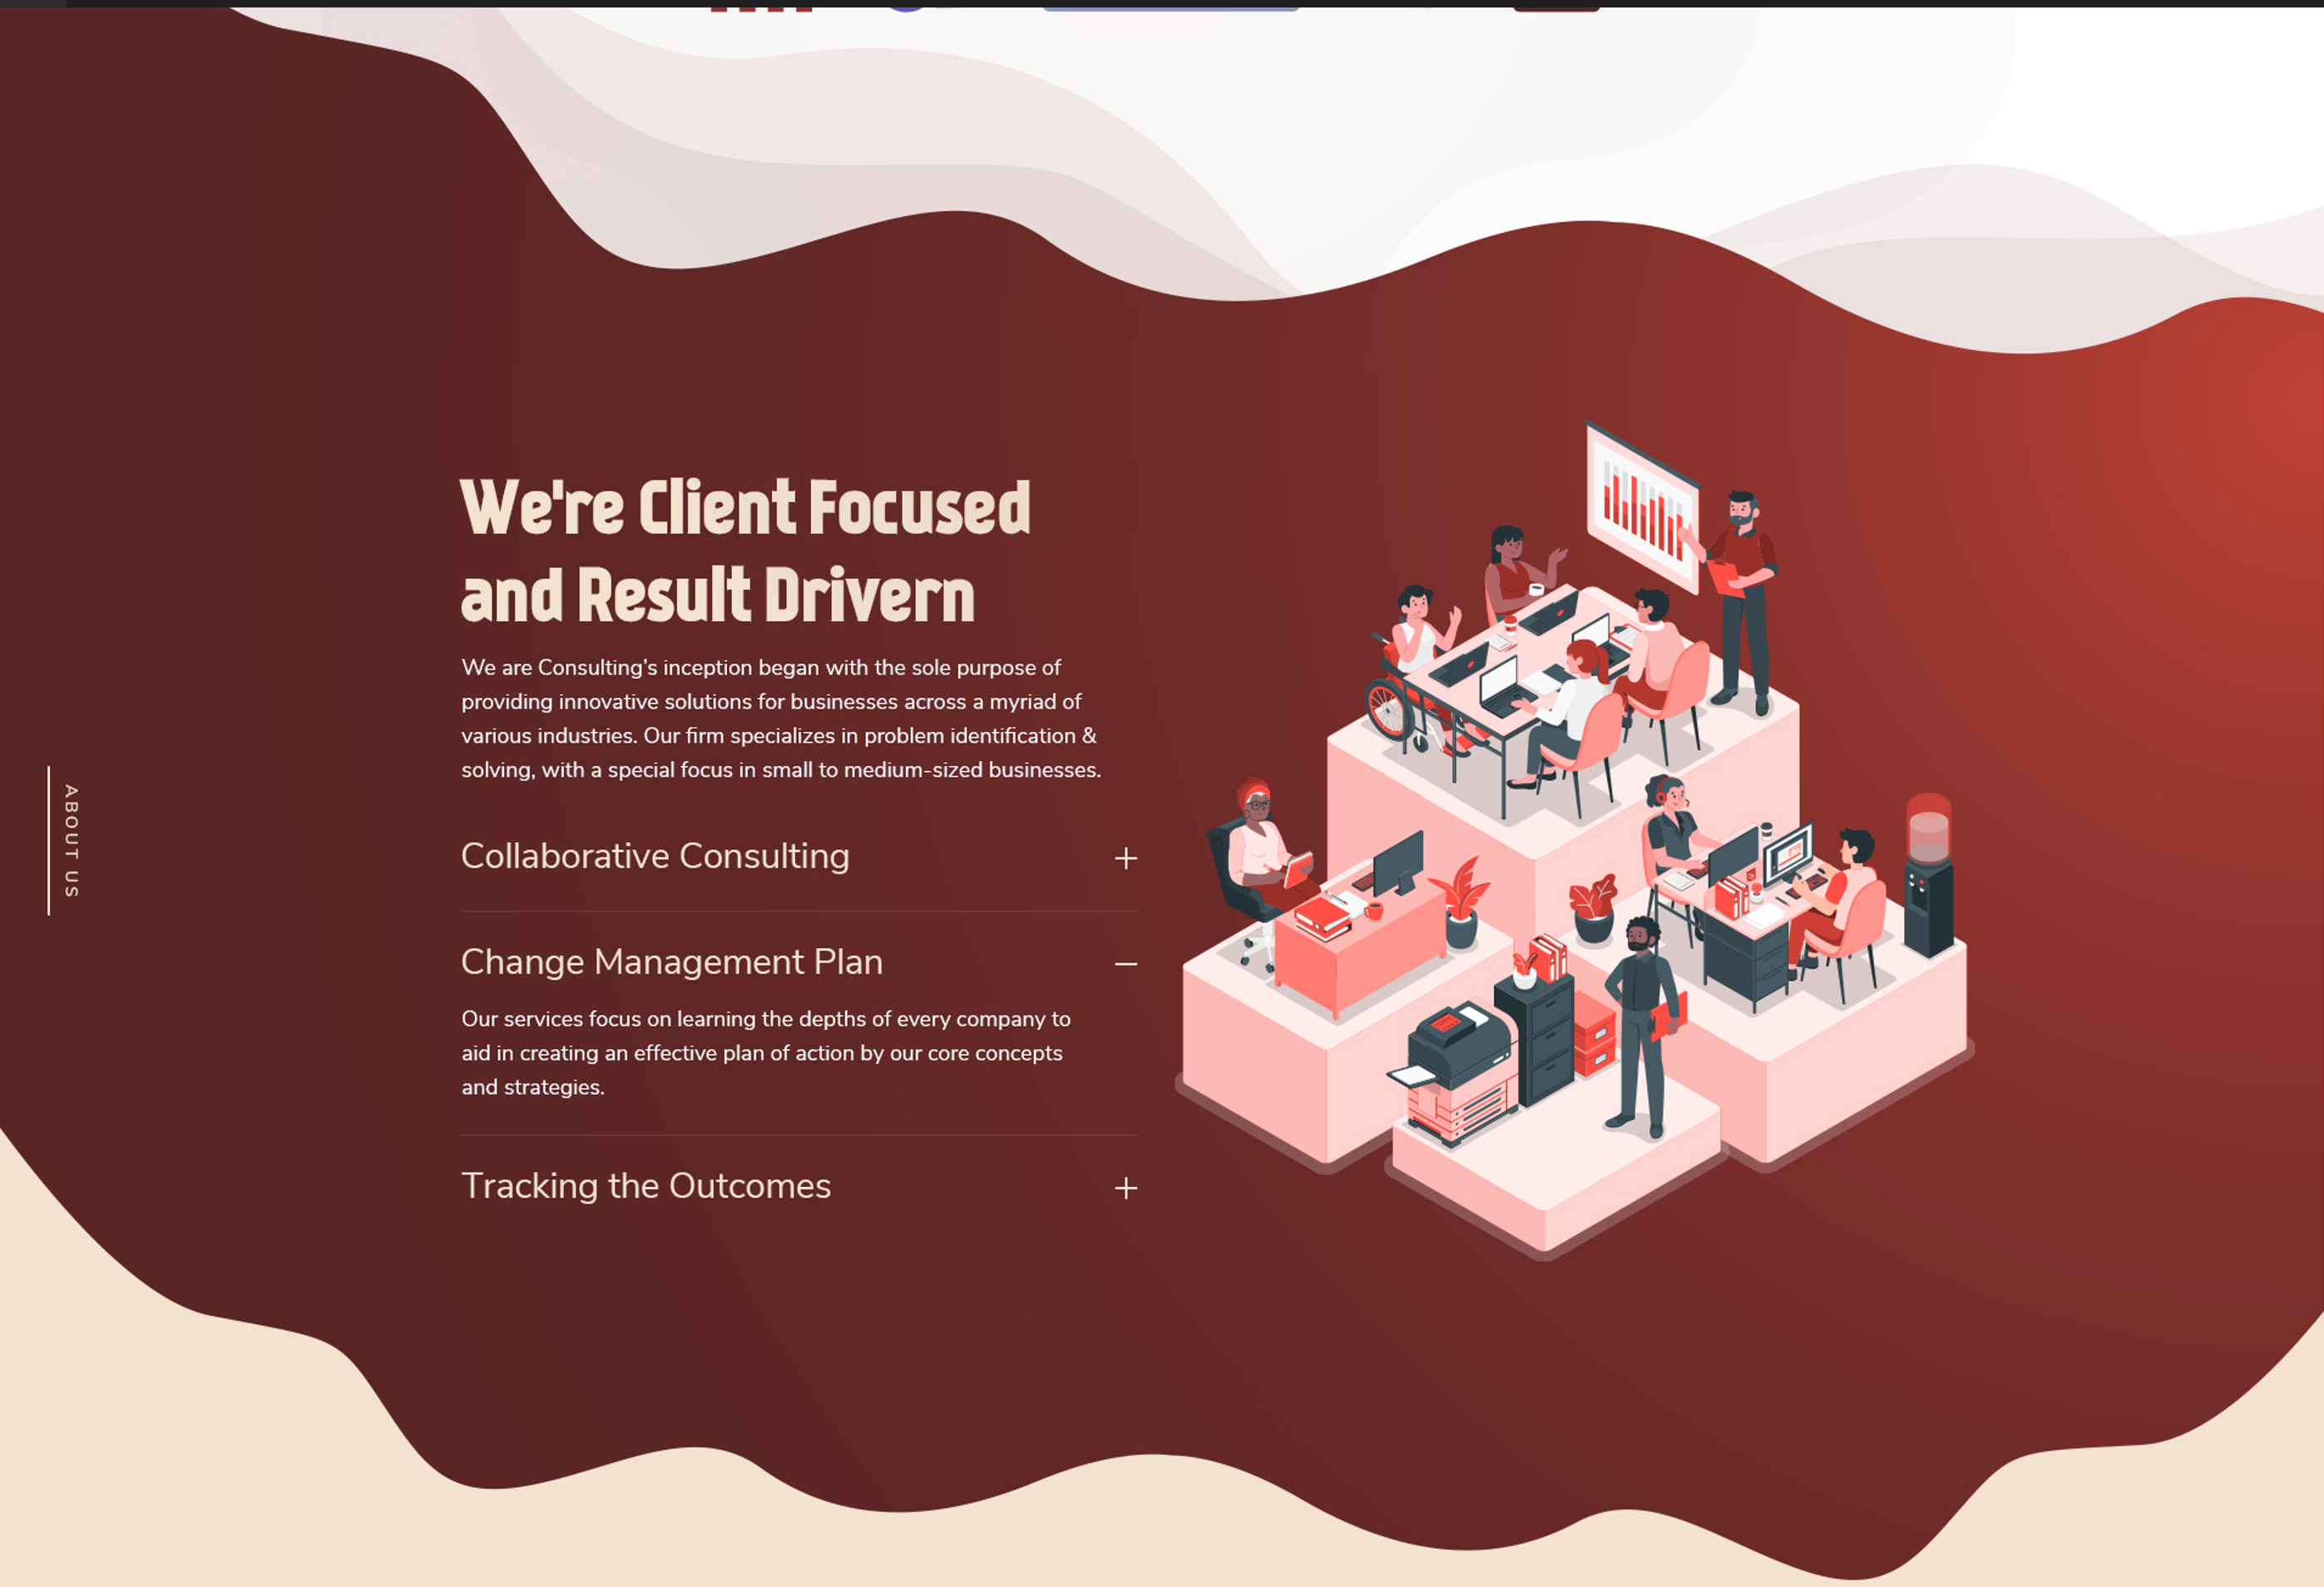 We're Client Focused
and Result Drivern
We are Consulting’s inception began with the sole purpose of
providing innovative solutions for businesses across a myriad of
various industries. Our firm specializes in problem identification &
solving, with a special focus in small to medium-sized businesses.
ABOUT US
Collaborative Consulting
Change Management Plan
Our services focus on learning the depths of every company to
aid in creating an effective plan of action by our core concepts
and strategies.
Tracking the Outcomes